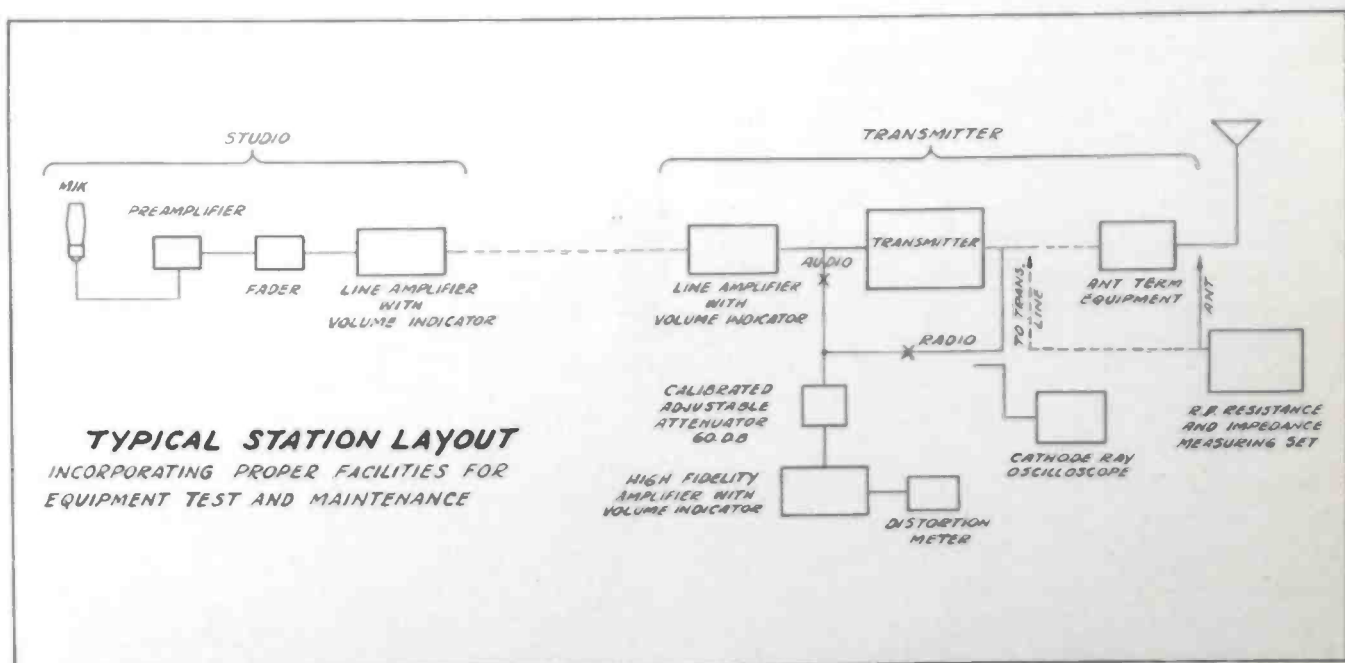 STUDIO
MIK
PREAMPLIFIER
FADER
LINE AMPLIFIER
WITH
VOLUME INDICATOR
TRANSMITTER
LINE AMPLIFIER
WITH
VOLUME INDICATOR
AUDIO
TRANSMITTER
TO TRANS.
LINE
ANT TERM
EQUIPMENT
ANT
RADIO
CALIBRATED
ADJUSTABLE
ATTENUATOR
60.DB
HIGH FIDELITY
AMPLIFIER WITH
VOLUME INDICATOR
DISTORTION
METER
CATHODE RAY
OSCILLOSCOPE
R.F. RESISTANCE
AND IMPEDANCE
MEASURING SET
TYPICAL STATION LAYOUT
INCORPORATING PROPER FACILITIES FOR
EQUIPMENT TEST AND MAINTENANCE